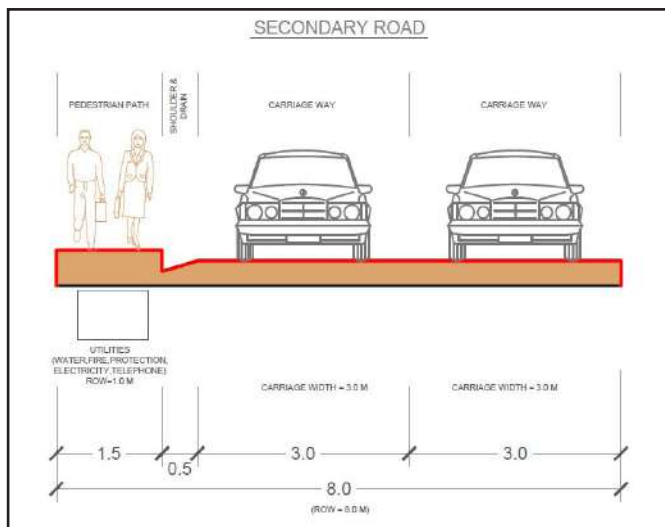 SECONDARY ROAD
PEDESTRIAN PATH
SHOULDER &
DRAIN
CARRIAGE WAY
CARRIAGE WAY
UTILITIES
(WATER,FIRE,PROTECTION,
ELECTRICITY,TELEPHONE)
ROW=1.0 M
CARRIAGE WIDTH = 3.0 M
CARRIAGE WIDTH = 3.0 M
1.5
0.5
3.0
3.0
8.0
(ROW = 8.0 M)